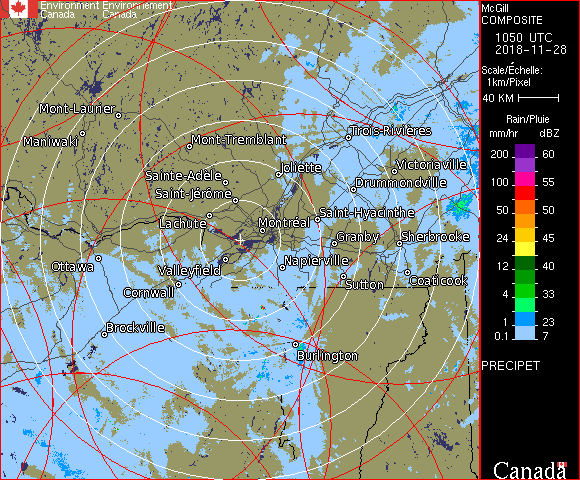 Environment Environnement
Canada Canada
McGill
COMPOSITE
1050 UTC
2018-11-28
Scale/Échelle:
1km/Pixel
40 KM
Rain/Pluie
mm/hr dBZ
200 60
100 55
50 50
24 45
12 40
4 33
1 23
0.1 7
PRECIPET
Canada
Mont-Laurier
Maniwaki
Mont-Tremblant
Trois-Rivières
Sainte-Adèle
Joliette
Victoriaville
Saint-Jérôme
Drummondville
Lachute
Montréal
Saint-Hyacinthe
Granby
Sherbrooke
Ottawa
Valleyfield
Napierville
Cornwall
Sutton
Coaticook
Brockville
Burlington